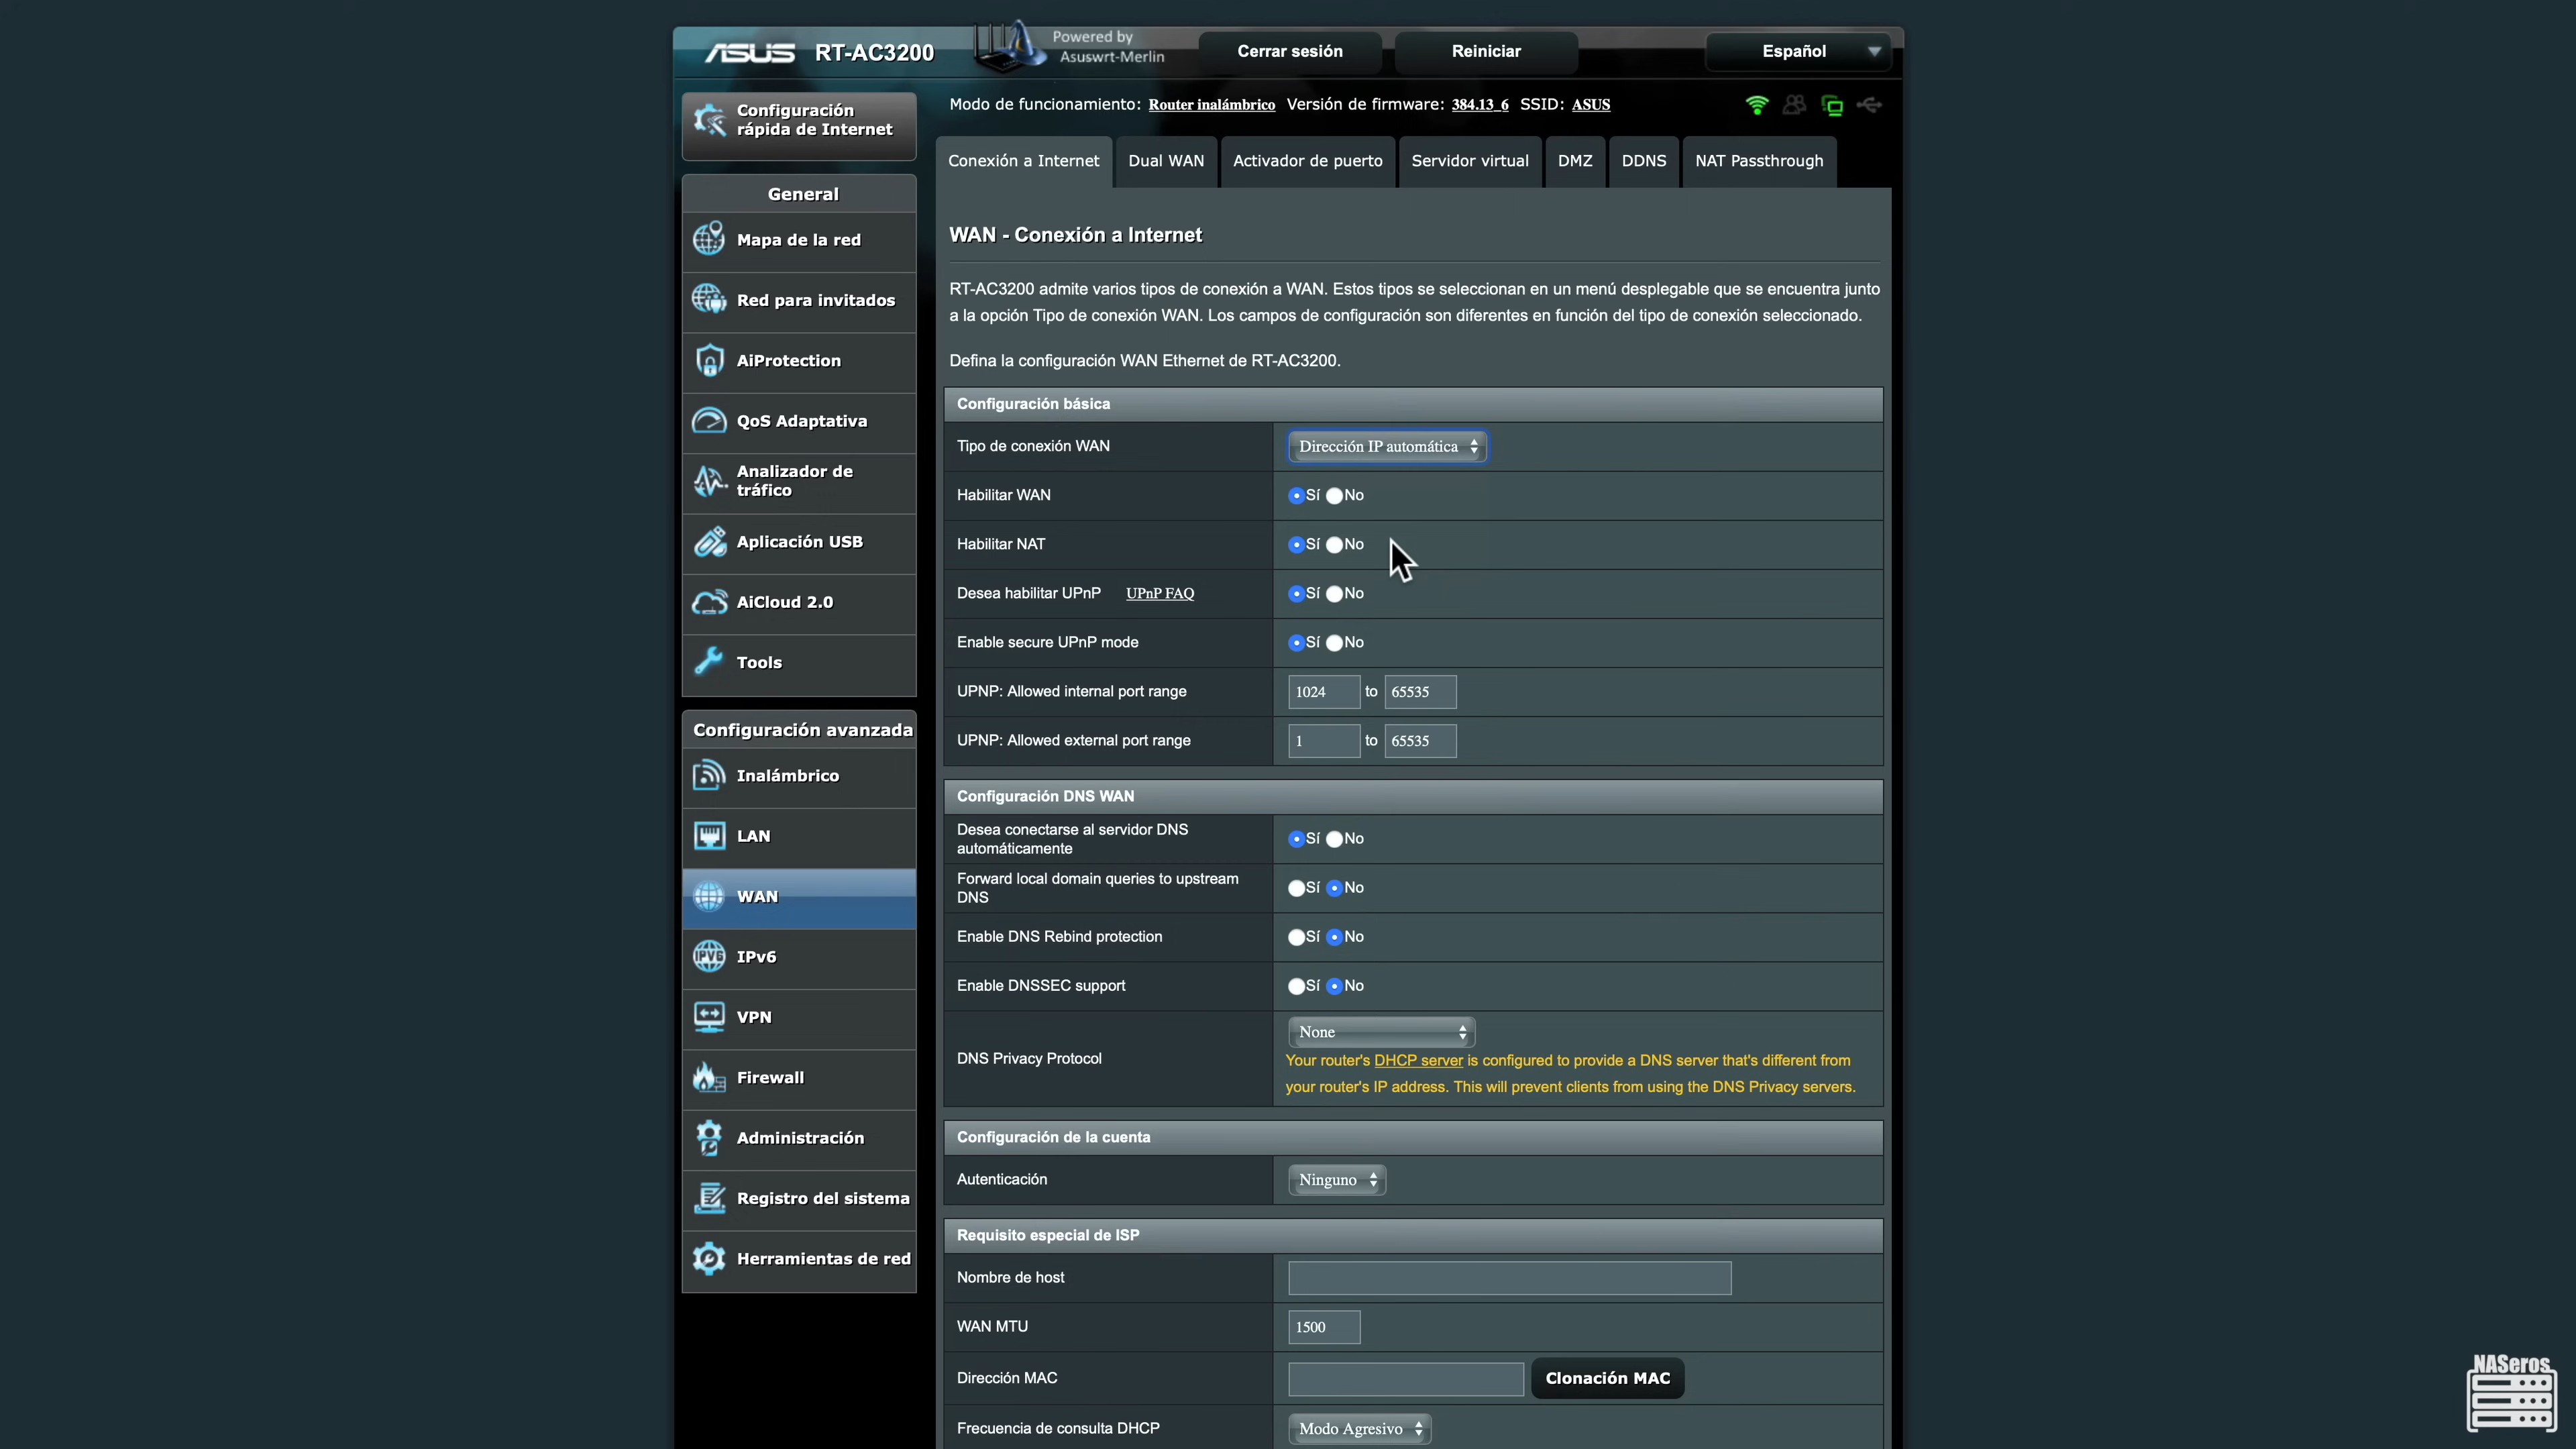 ASUS RT-AC3200
Powered by
Asuswrt-Merlin
Cerrar sesión
Reiniciar
Español
Configuración
rápida de Internet
General
Mapa de la red
Red para invitados
AiProtection
QoS Adaptativa
Analizador de
tráfico
Aplicación USB
AiCloud 2.0
Tools
Configuración avanzada
Inalámbrico
LAN
WAN
IPv6
VPN
Firewall
Administración
Registro del sistema
Herramientas de red
Modo de funcionamiento: Router inalámbrico Versión de firmware: 384.13_6 SSID: ASUS
Conexión a Internet Dual WAN Activador de puerto Servidor virtual DMZ DDNS NAT Passthrough
WAN - Conexión a Internet
RT-AC3200 admite varios tipos de conexión a WAN. Estos tipos se seleccionan en un menú desplegable que se encuentra junto
a la opción Tipo de conexión WAN. Los campos de configuración son diferentes en función del tipo de conexión seleccionado.
Defina la configuración WAN Ethernet de RT-AC3200.
Configuración básica
Tipo de conexión WAN Dirección IP automática
Habilitar WAN Sí No
Habilitar NAT Sí No
Desea habilitar UPnP UPnP FAQ Sí No
Enable secure UPnP mode Sí No
UPNP: Allowed internal port range 1024 to 65535
UPNP: Allowed external port range 1 to 65535
Configuración DNS WAN
Desea conectarse al servidor DNS
automáticamente
Sí No
Forward local domain queries to upstream
DNS
Sí No
Enable DNS Rebind protection Sí No
Enable DNSSEC support Sí No
DNS Privacy Protocol
None
Your router's DHCP server is configured to provide a DNS server that's different from
your router's IP address. This will prevent clients from using the DNS Privacy servers.
Configuración de la cuenta
Autenticación Ninguno
Requisito especial de ISP
Nombre de host
WAN MTU 1500
Dirección MAC Clonación MAC
Frecuencia de consulta DHCP Modo Agresivo
NASeros